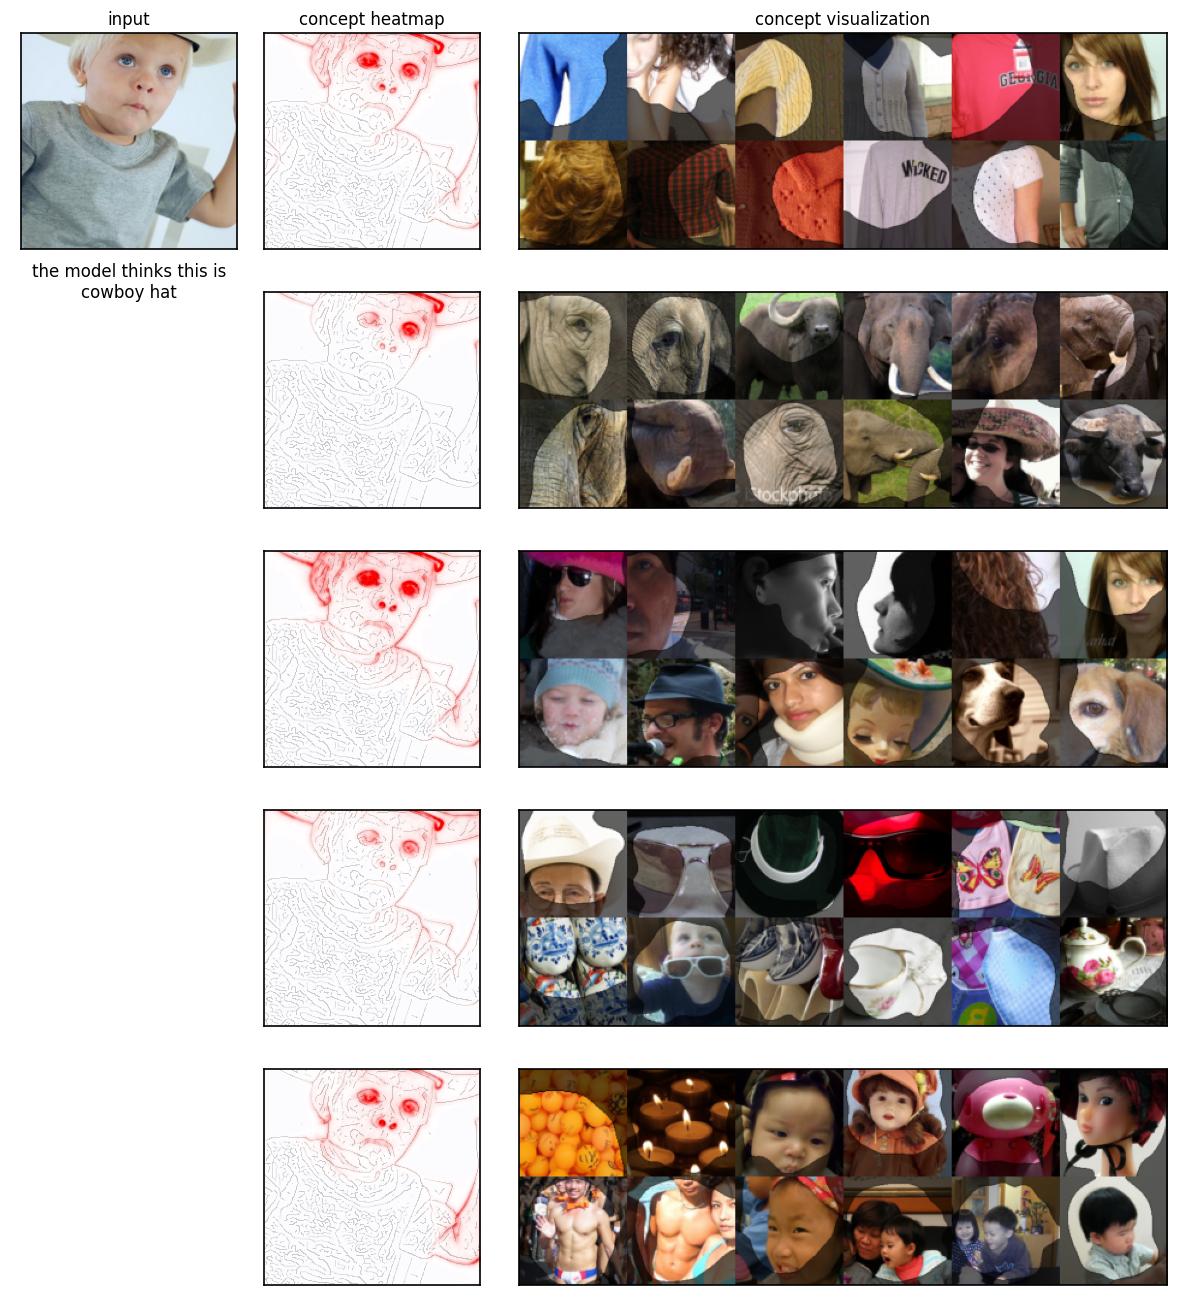 input
concept heatmap
concept visualization
GEORGIA
WICKED
the model thinks this is
cowboy hat
iStockphoto